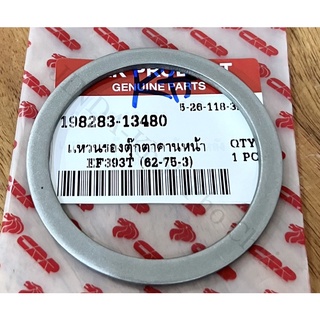 GENUINE PARTS
198283-13480
แหวนรองตุ๊กตาคานหน้า
QTY
EF393T (62-75-3)
1 PC